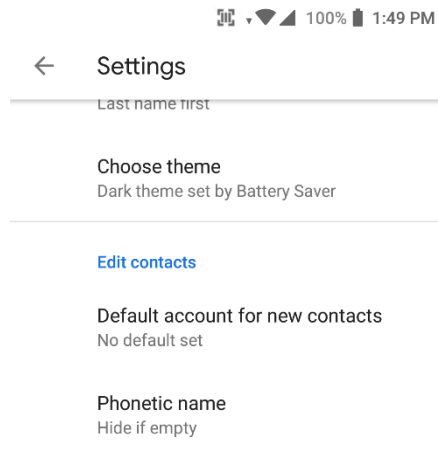 100% 1:49 PM
Settings
Last name first
Choose theme
Dark theme set by Battery Saver
Edit contacts
Default account for new contacts
No default set
Phonetic name
Hide if empty